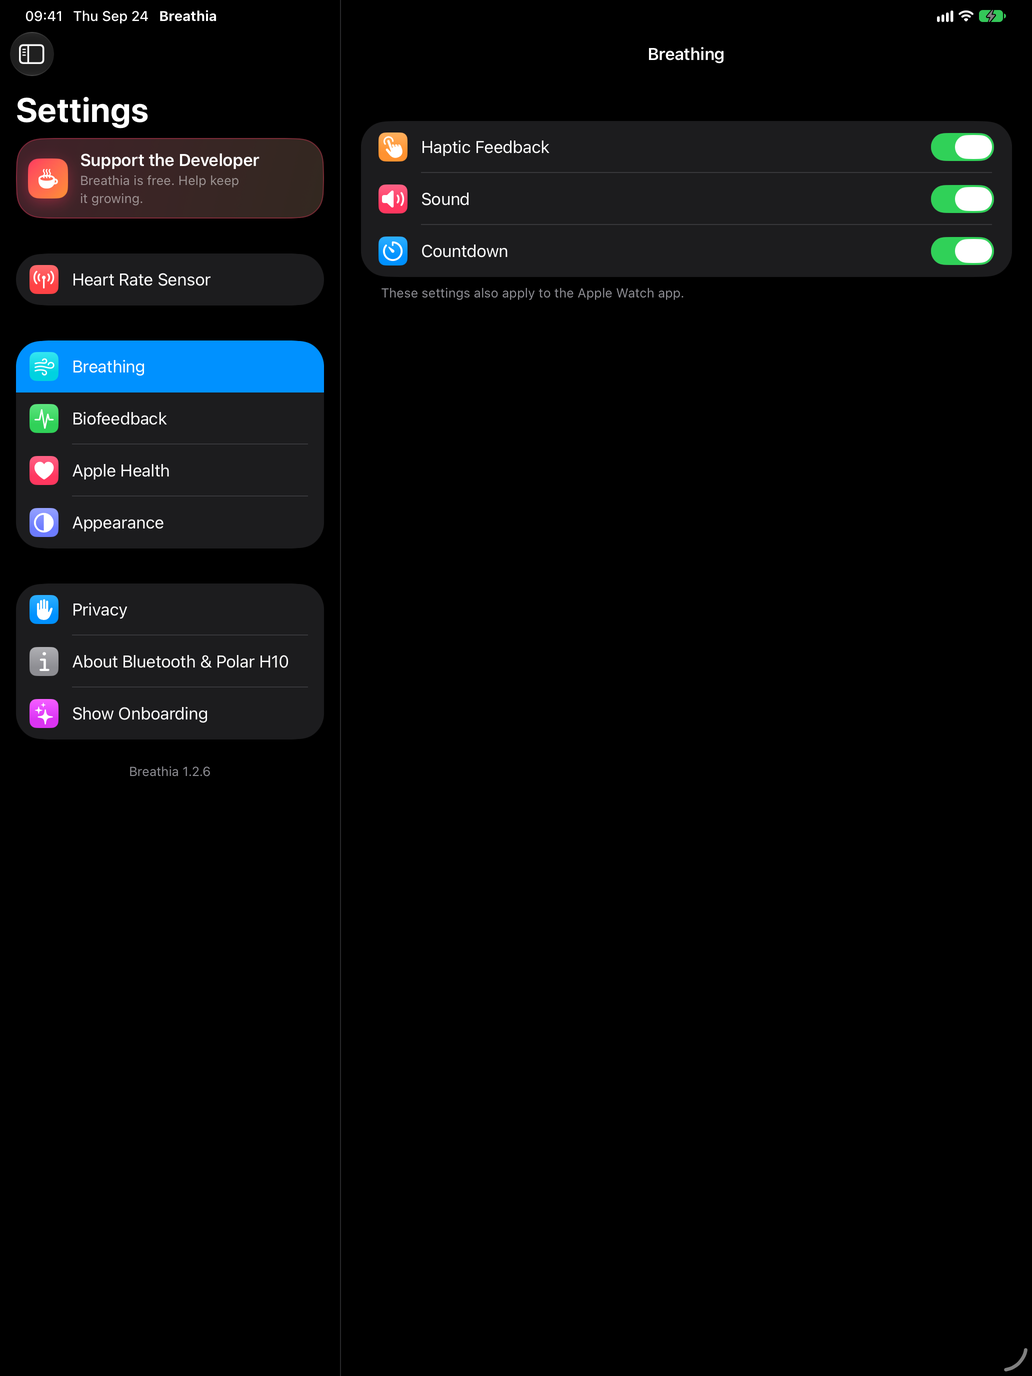 09:41 Thu Sep 24 Breathia
Settings
Support the Developer
Breathia is free. Help keep
it growing.
Heart Rate Sensor
Breathing
Biofeedback
Apple Health
Appearance
Privacy
About Bluetooth & Polar H10
Show Onboarding
Breathia 1.2.6
Breathing
Haptic Feedback
Sound
Countdown
These settings also apply to the Apple Watch app.